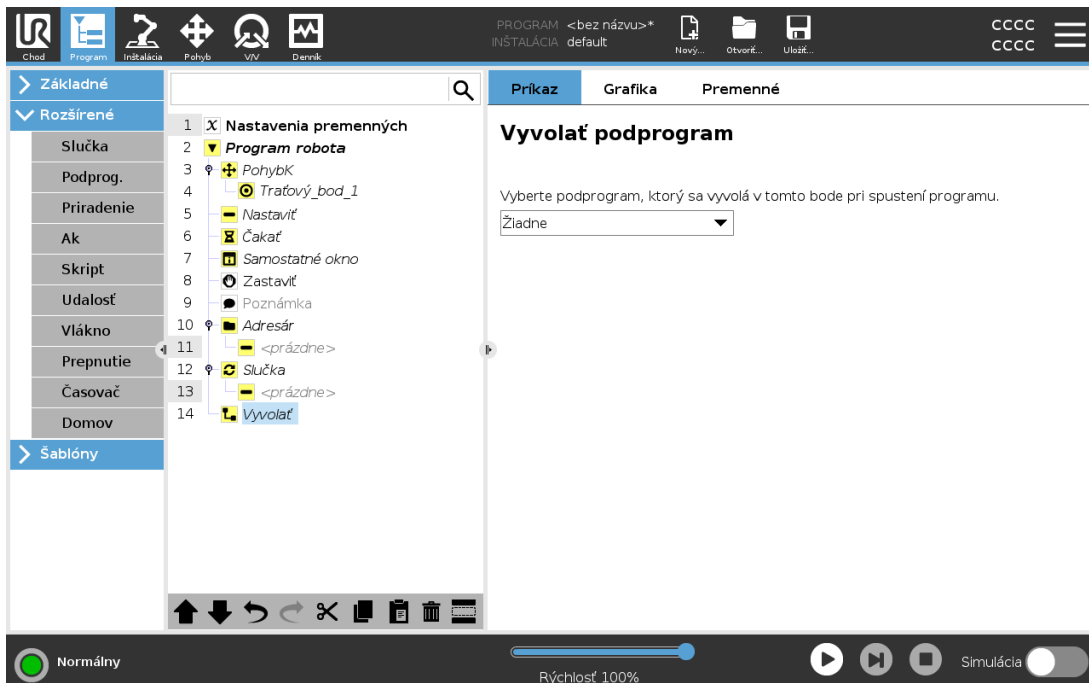 Chod
Program
Inštalácia
Pohyb
V/V
Denník
PROGRAM <bez názvu>*
INŠTALÁCIA default
Nový...
Otvoriť...
Uložiť...
CCCC
CCCC
Základné
Rozšírené
Slučka
Podprog.
Priradenie
Ak
Skript
Udalosť
Vlákno
Prepnutie
Časovač
Domov
Šablóny
1 X Nastavenia premenných
2 Program robota
3 PohybK
4 Traťový_bod_1
5 Nastaviť
6 Čakať
7 Samostatné okno
8 Zastaviť
9 Poznámka
10 Adresár
11 <prázdne>
12 Slučka
13 <prázdne>
14 Vyvolať
Príkaz Grafika Premenné
Vyvolať podprogram
Vyberte podprogram, ktorý sa vyvolá v tomto bode pri spustení programu.
Žiadne
Normálny
Rýchlosť 100%
Simulácia